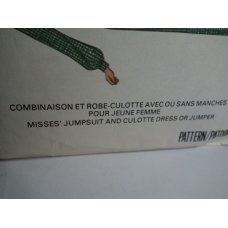 COMBINAISON ET ROBE-CULOTTE AVEC OU SANS MANCHES
POUR JEUNE FEMME
MISSES' JUMPSUIT AND CULOTTE DRESS OR JUMPER
PATTERN/PATRON